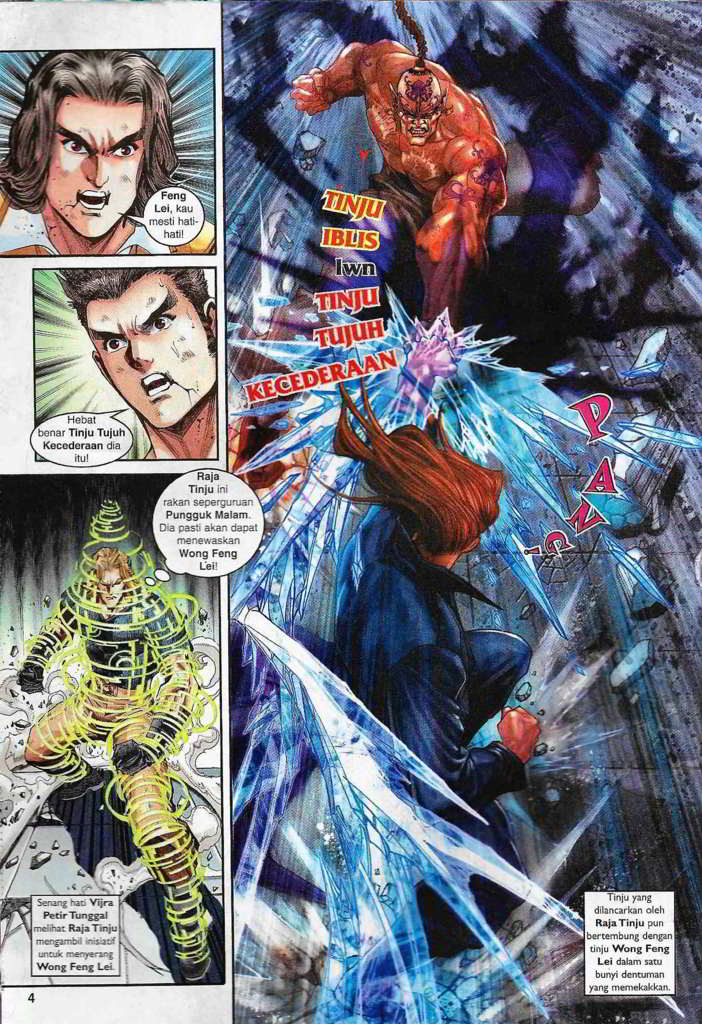 Feng
Lei, kau
mesti hati-
hati!
Hebat
benar Tinju Tujuh
Kecederaan dia
itu!
Raja
Tinju ini
rakan seperguruan
Pungguk Malam.
Dia pasti akan dapat
menewaskan
Wong Feng
Lei!
Senang hati Vijra
Petir Tunggal
melihat Raja Tinju
mengambil inisiatif
untuk menyerang
Wong Feng Lei.
4
TINJU
IBLIS
lwn
TINJU
TUJUH
KECEDERAAN
PANG
Tinju yang
dilancarkan oleh
Raja Tinju pun
bertembung dengan
tinju Wong Feng
Lei dalam satu
bunyi dentuman
yang memekakkan.